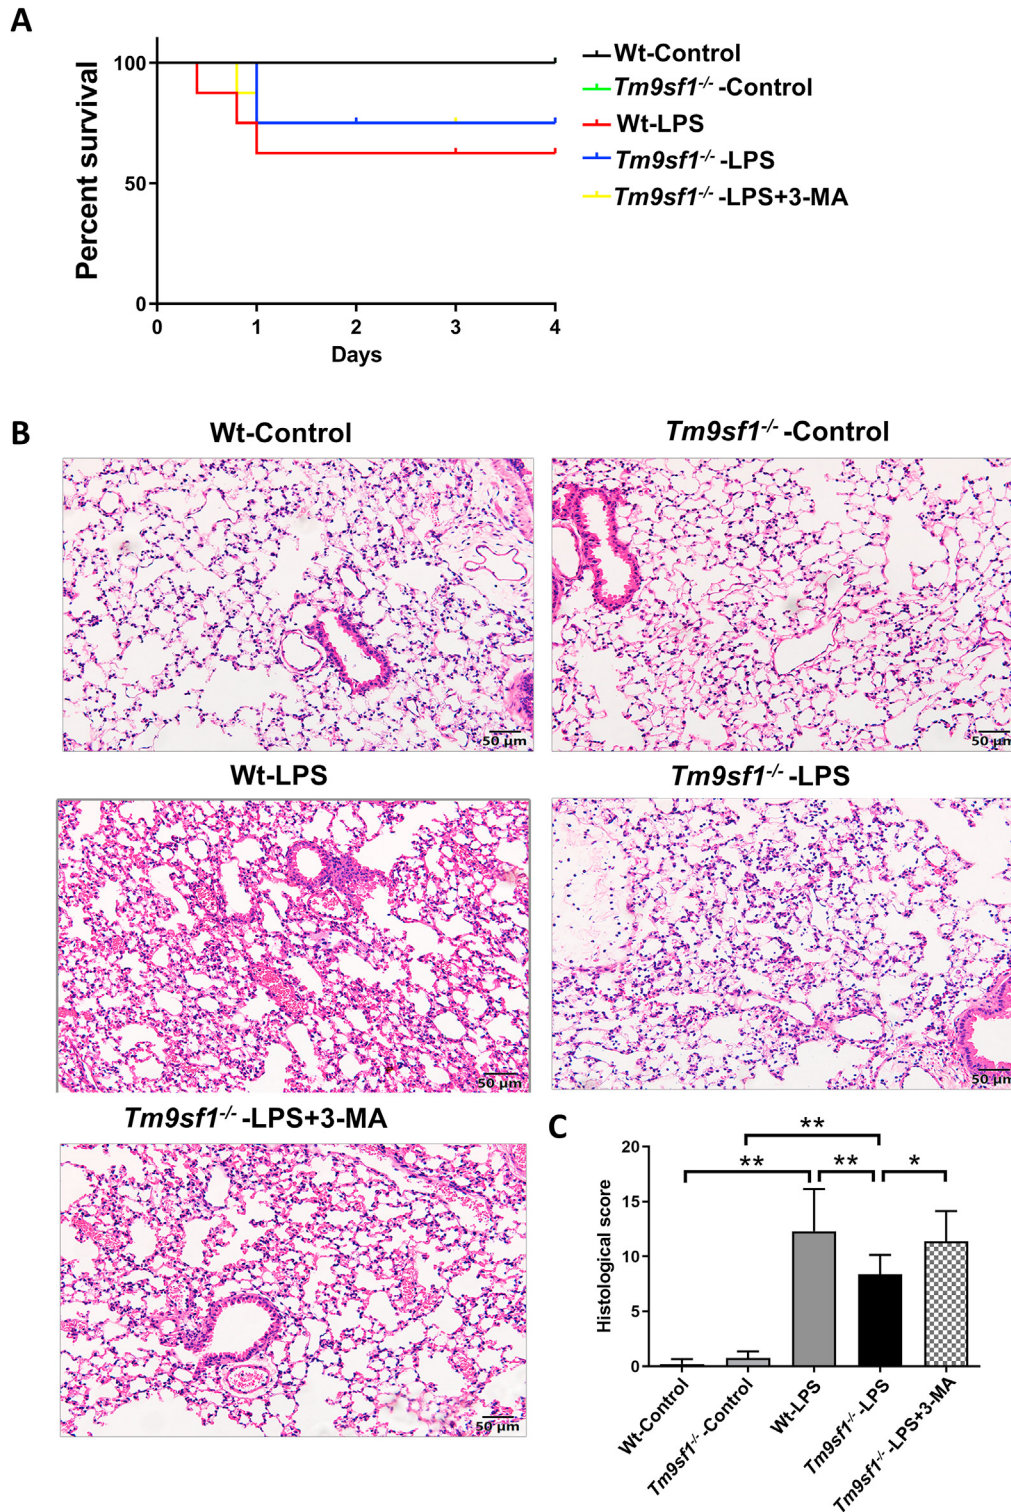 A
Percent survival
100
50
0
0 1 2 3 4
Days
Wt-Control
Tm9sf1-/- -Control
Wt-LPS
Tm9sf1-/- -LPS
Tm9sf1-/- -LPS+3-MA
B
Wt-Control
Tm9sf1-/- -Control
50 µm
50 µm
Wt-LPS
Tm9sf1-/- -LPS
50 µm
50 µm
Tm9sf1-/- -LPS+3-MA
50 µm
C
Histological score
20
15
10
5
0
**
** ** *
Wt-Control
Tm9sf1-/- -Control
Wt-LPS
Tm9sf1-/- -LPS
Tm9sf1-/- -LPS+3-MA